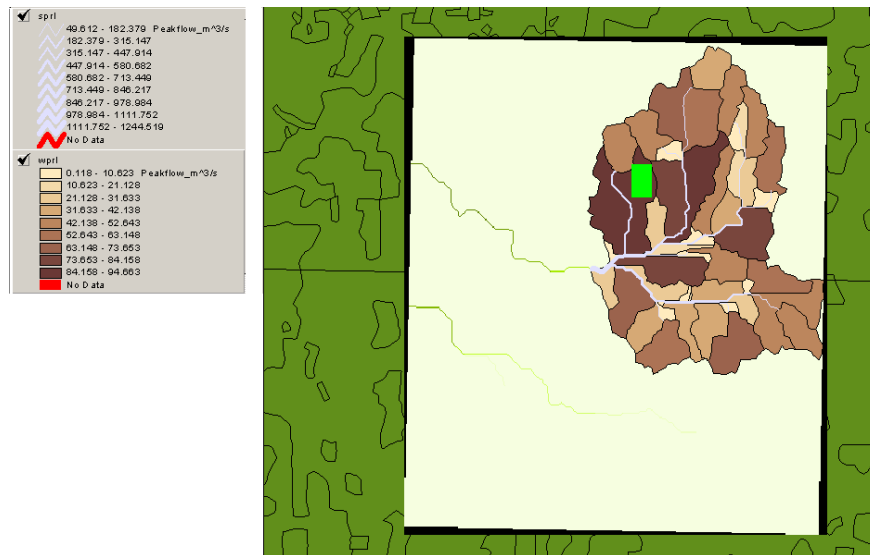 sprl
49.612 - 182.379 Peakflow_m^3/s
182.379 - 315.147
315.147 - 447.914
447.914 - 580.682
580.682 - 713.449
713.449 - 846.217
846.217 - 978.984
978.984 - 1111.752
1111.752 - 1244.519
No Data
wprl
0.118 - 10.623 Peakflow_m^3/s
10.623 - 21.128
21.128 - 31.633
31.633 - 42.138
42.138 - 52.643
52.643 - 63.148
63.148 - 73.653
73.653 - 84.158
84.158 - 94.663
No Data